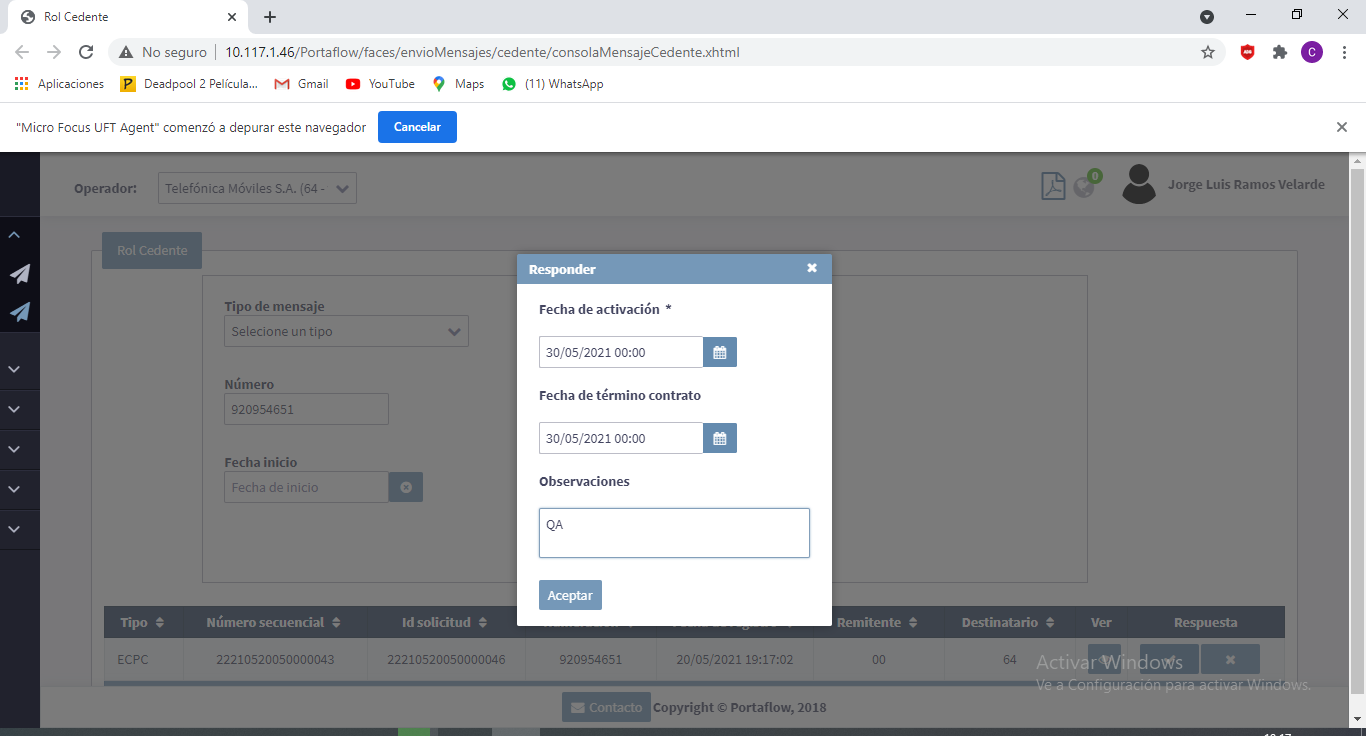 Rol Cedente
No seguro 10.117.1.46/Portaflow/faces/envioMensajes/cedente/consolaMensajeCedente.xhtml
C
Aplicaciones Deadpool 2 Película... Gmail YouTube Maps (11) WhatsApp
"Micro Focus UFT Agent" comenzó a depurar este navegador Cancelar
Operador: Telefónica Móviles S.A. (64 - 0 Jorge Luis Ramos Velarde
Rol Cedente
Responder
Tipo de mensaje
Selecione un tipo
Número
920954651
Fecha inicio
Fecha de inicio
Fecha de activación *
30/05/2021 00:00
Fecha de término contrato
30/05/2021 00:00
Observaciones
QA
Aceptar
Tipo Número secuencial Id solicitud Remitente Destinatario Ver Respuesta
ECPC 22210520050000043 22210520050000046 920954651 20/05/2021 19:17:02 00 64
Activar Windows
Ve a Configuración para activar Windows.
Contacto Copyright © Portaflow, 2018